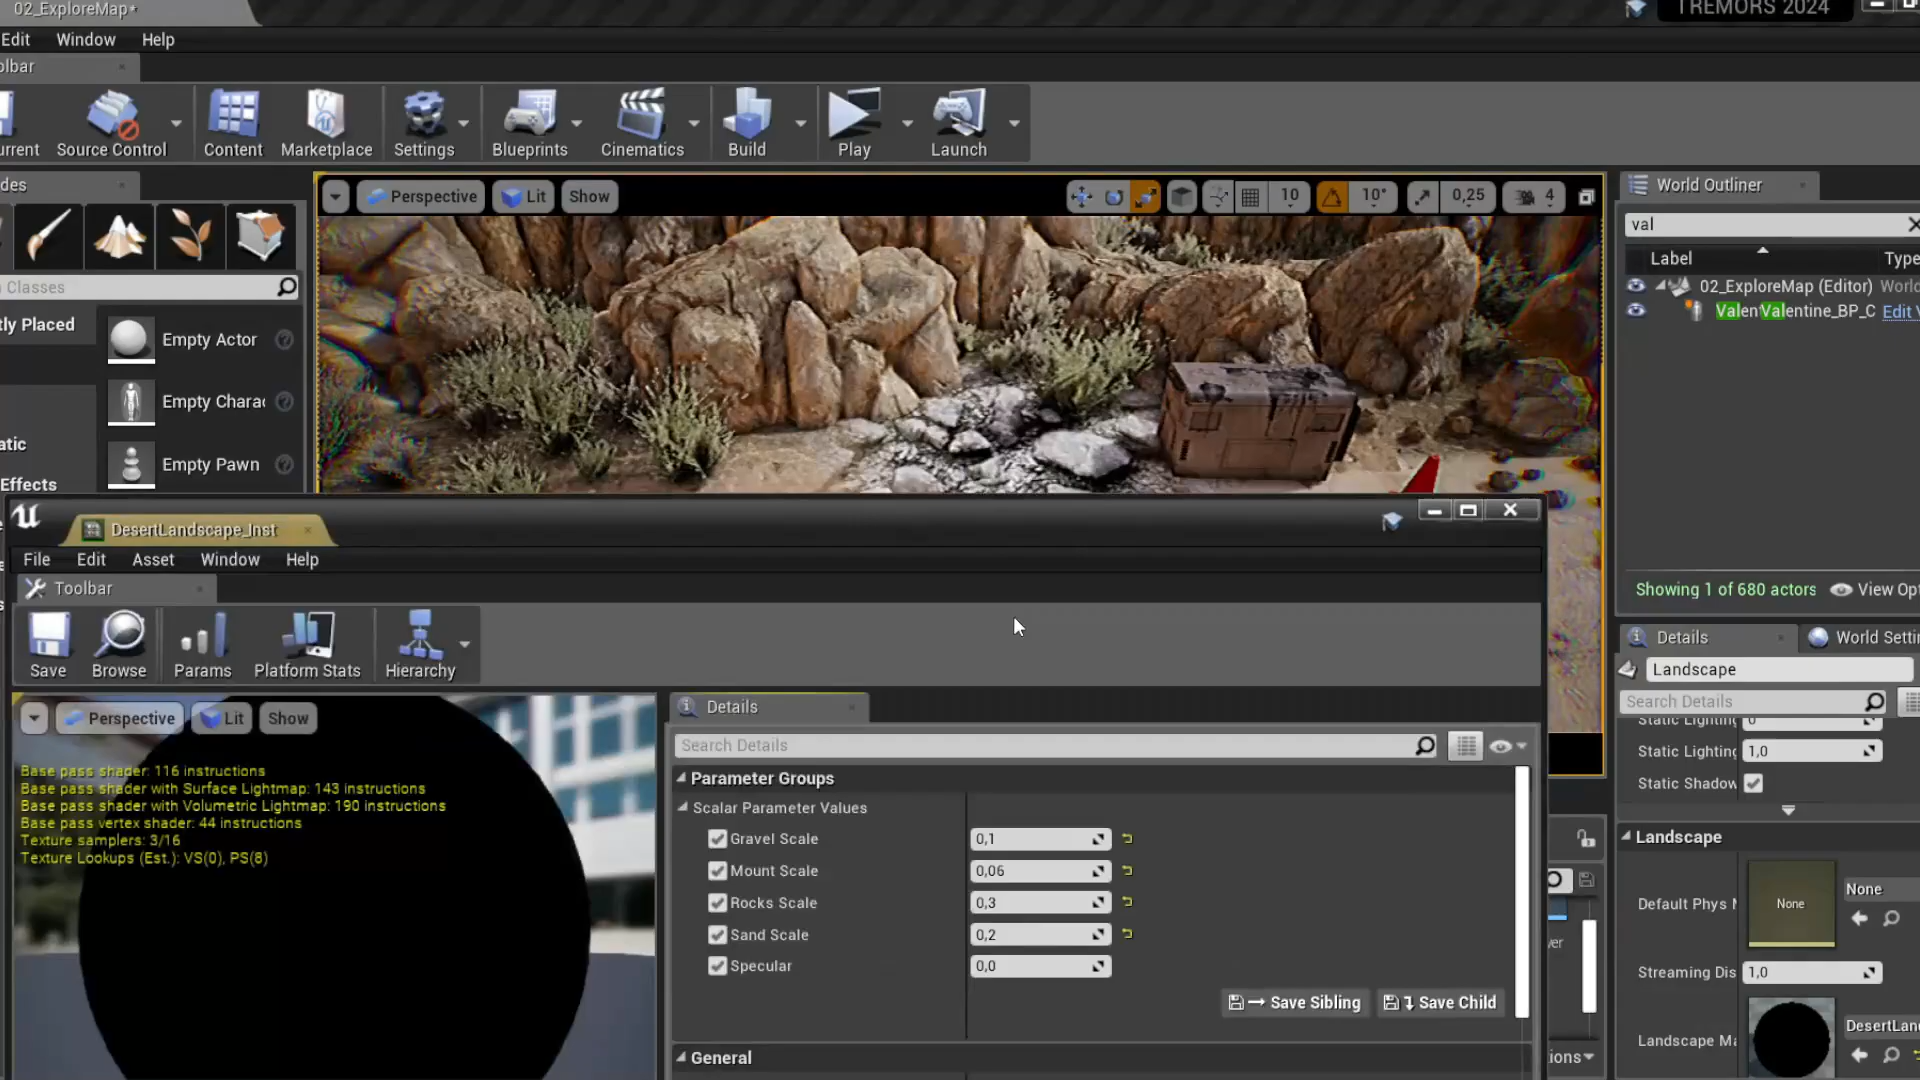 02_ExploreMap*
TREMORS 2024
Edit Window Help
Source Control
Content
Marketplace
Settings
Blueprints
Cinematics
Build
Play
Launch
Perspective Lit Show
10 10° 0,25 4
World Outliner
val
Label Type
02_ExploreMap (Editor) World
Valentine_BP_C Edit V
Showing 1 of 680 actors View Opt
Classes
tly Placed
Empty Actor
Empty Charac
Empty Pawn
atic
Effects
DesertLandscape_Inst
File Edit Asset Window Help
Toolbar
Save Browse Params Platform Stats Hierarchy
Perspective Lit Show
Base pass shader: 116 instructions
Base pass shader with Surface Lightmap: 143 instructions
Base pass shader with Volumetric Lightmap: 190 instructions
Base pass vertex shader: 44 instructions
Texture samplers: 3/16
Texture Lookups (Est.): VS(0), PS(8)
Details
Search Details
Parameter Groups
Scalar Parameter Values
Gravel Scale 0,1
Mount Scale 0,06
Rocks Scale 0,3
Sand Scale 0,2
Specular 0,0
Save Sibling Save Child
General
Details World Setti
Landscape
Search Details
Static Lighting 0
Static Lighting 1,0
Static Shadow
Landscape
Default Phys M None None
Streaming Dis 1,0
Landscape Ma DesertLan